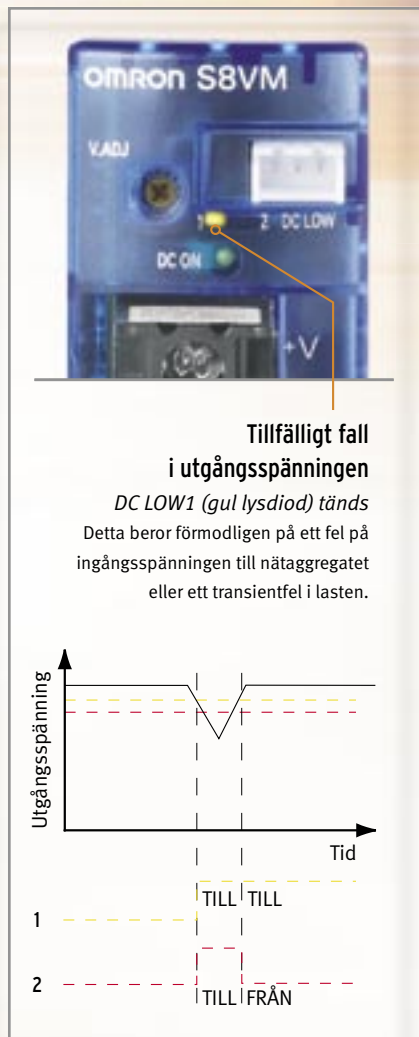 OMRON S8VM
V.ADJ
1 2 DC LOW
DC ON
+V
Tillfälligt fall
i utgångsspänningen
DC LOW1 (gul lysdiod) tänds
Detta beror förmodligen på ett fel på
ingångsspänningen till nätaggregatet
eller ett transientfel i lasten.
Utgångsspänning
Tid
TILL TILL
1
2
TILL FRÅN